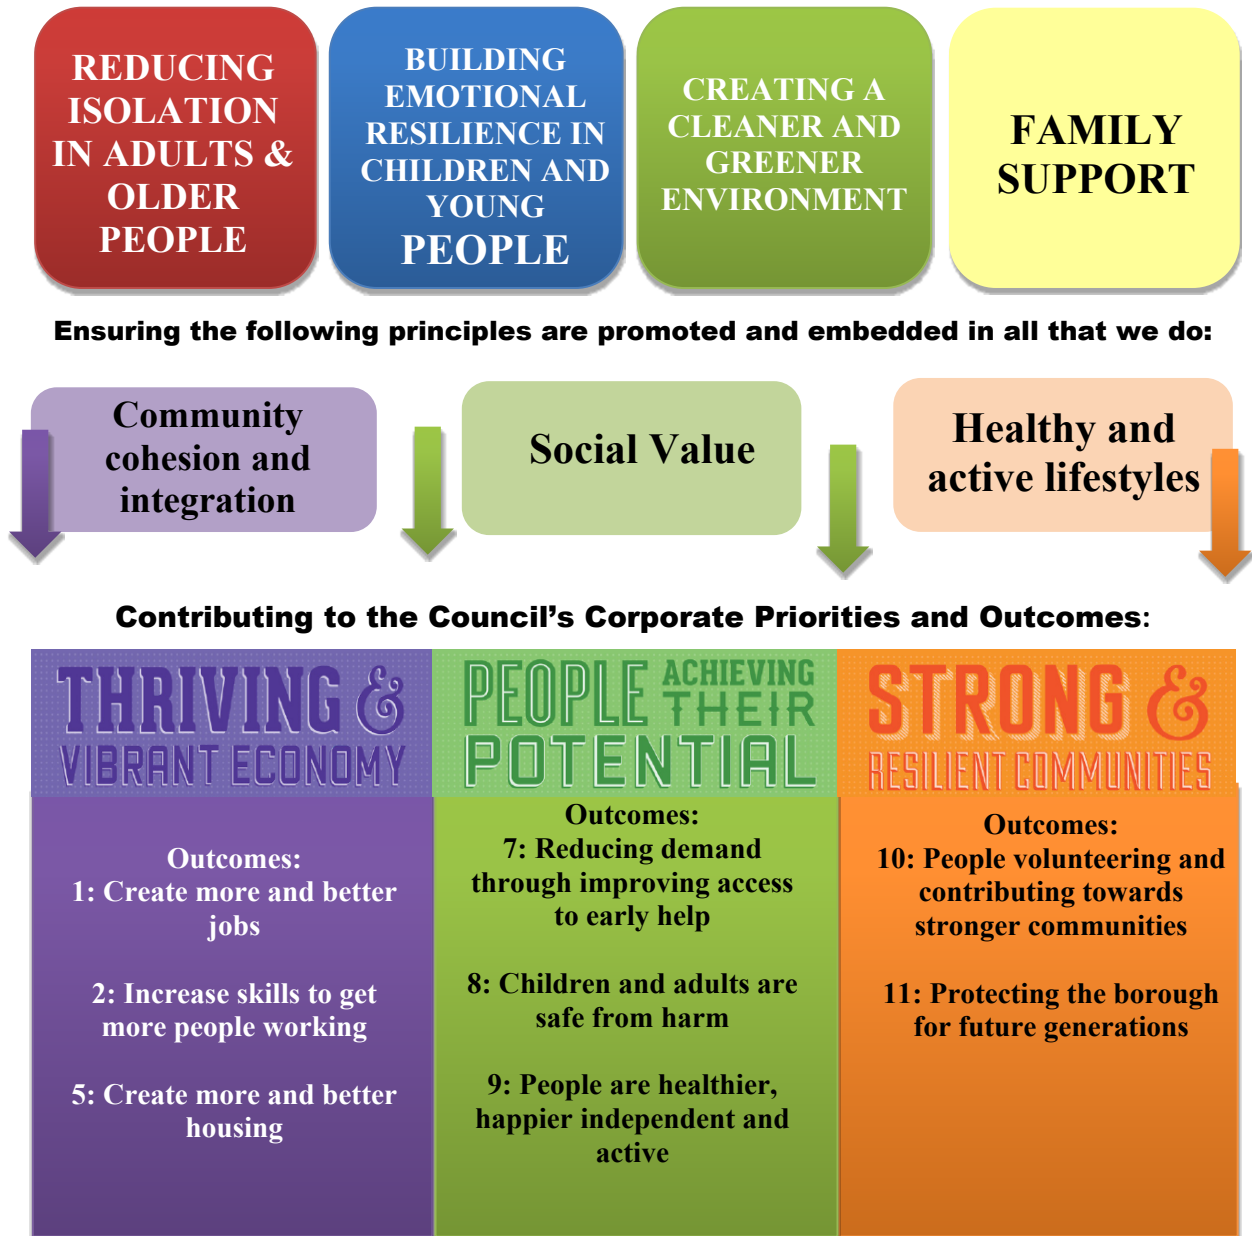 REDUCING
ISOLATION
IN ADULTS &
OLDER
PEOPLE
BUILDING
EMOTIONAL
RESILIENCE IN
CHILDREN AND
YOUNG
PEOPLE
CREATING A
CLEANER AND
GREENER
ENVIRONMENT
FAMILY
SUPPORT
Ensuring the following principles are promoted and embedded in all that we do:
Community
cohesion and
integration
Social Value
Healthy and
active lifestyles
Contributing to the Council’s Corporate Priorities and Outcomes:
THRIVING &
VIBRANT ECONOMY
Outcomes:
1: Create more and better
jobs
2: Increase skills to get
more people working
5: Create more and better
housing
PEOPLE ACHIEVING
THEIR
POTENTIAL
Outcomes:
7: Reducing demand
through improving access
to early help
8: Children and adults are
safe from harm
9: People are healthier,
happier independent and
active
STRONG &
RESILIENT COMMUNITIES
Outcomes:
10: People volunteering and
contributing towards
stronger communities
11: Protecting the borough
for future generations